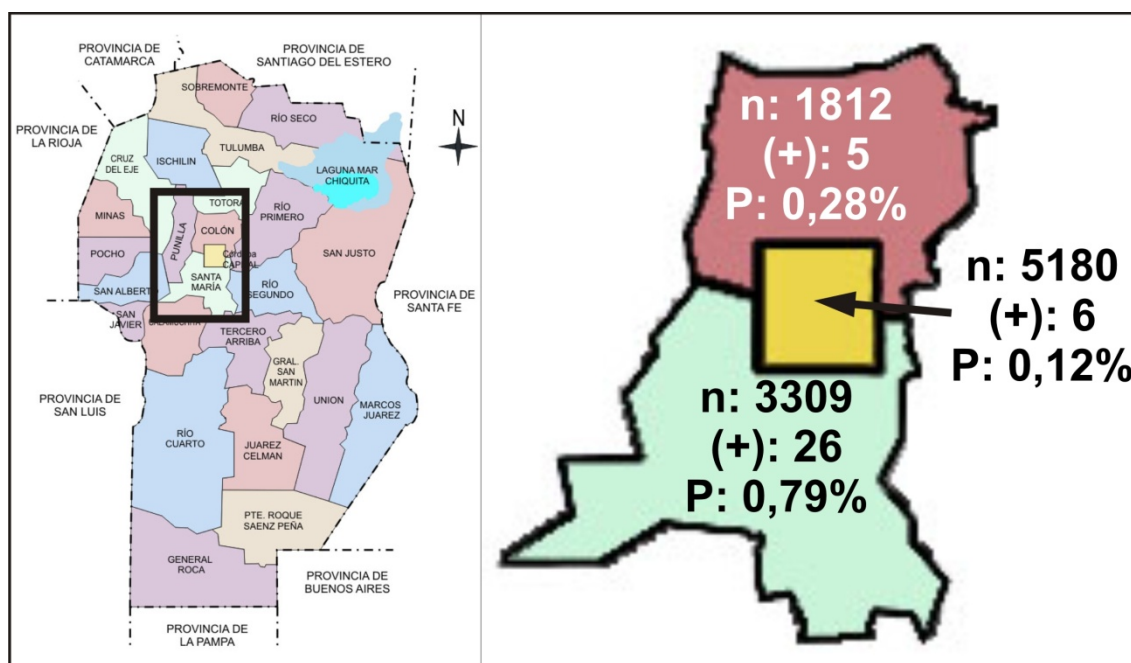 PROVINCIA DE
CATAMARCA
PROVINCIA DE
SANTIAGO DEL ESTERO
SOBREMONTE
RÍO SECO
N
PROVINCIA DE
LA RIOJA
TULUMBA
ISCHILIN
CRUZ
DEL EJE
LAGUNA MAR
CHIQUITA
TOTORA
RÍO
PRIMERO
MINAS
PUNILLA
COLÓN
SAN JUSTO
POCHO
Córdoba
CAPITAL
SANTA
MARÍA
SAN ALBERTO
RÍO
SEGUNDO
PROVINCIA DE
SANTA FE
SAN
JAVIER
TERCERO
ARRIBA
GRAL.
SAN
MARTIN
UNION
MARCOS
JUAREZ
PROVINCIA DE
SAN LUIS
RÍO
CUARTO
JUAREZ
CELMAN
PTE. ROQUE
SAENZ PEÑA
GENERAL
ROCA
PROVINCIA DE
BUENOS AIRES
PROVINCIA DE
LA PAMPA
n: 1812
(+): 5
P: 0,28%
n: 5180
(+): 6
P: 0,12%
n: 3309
(+): 26
P: 0,79%